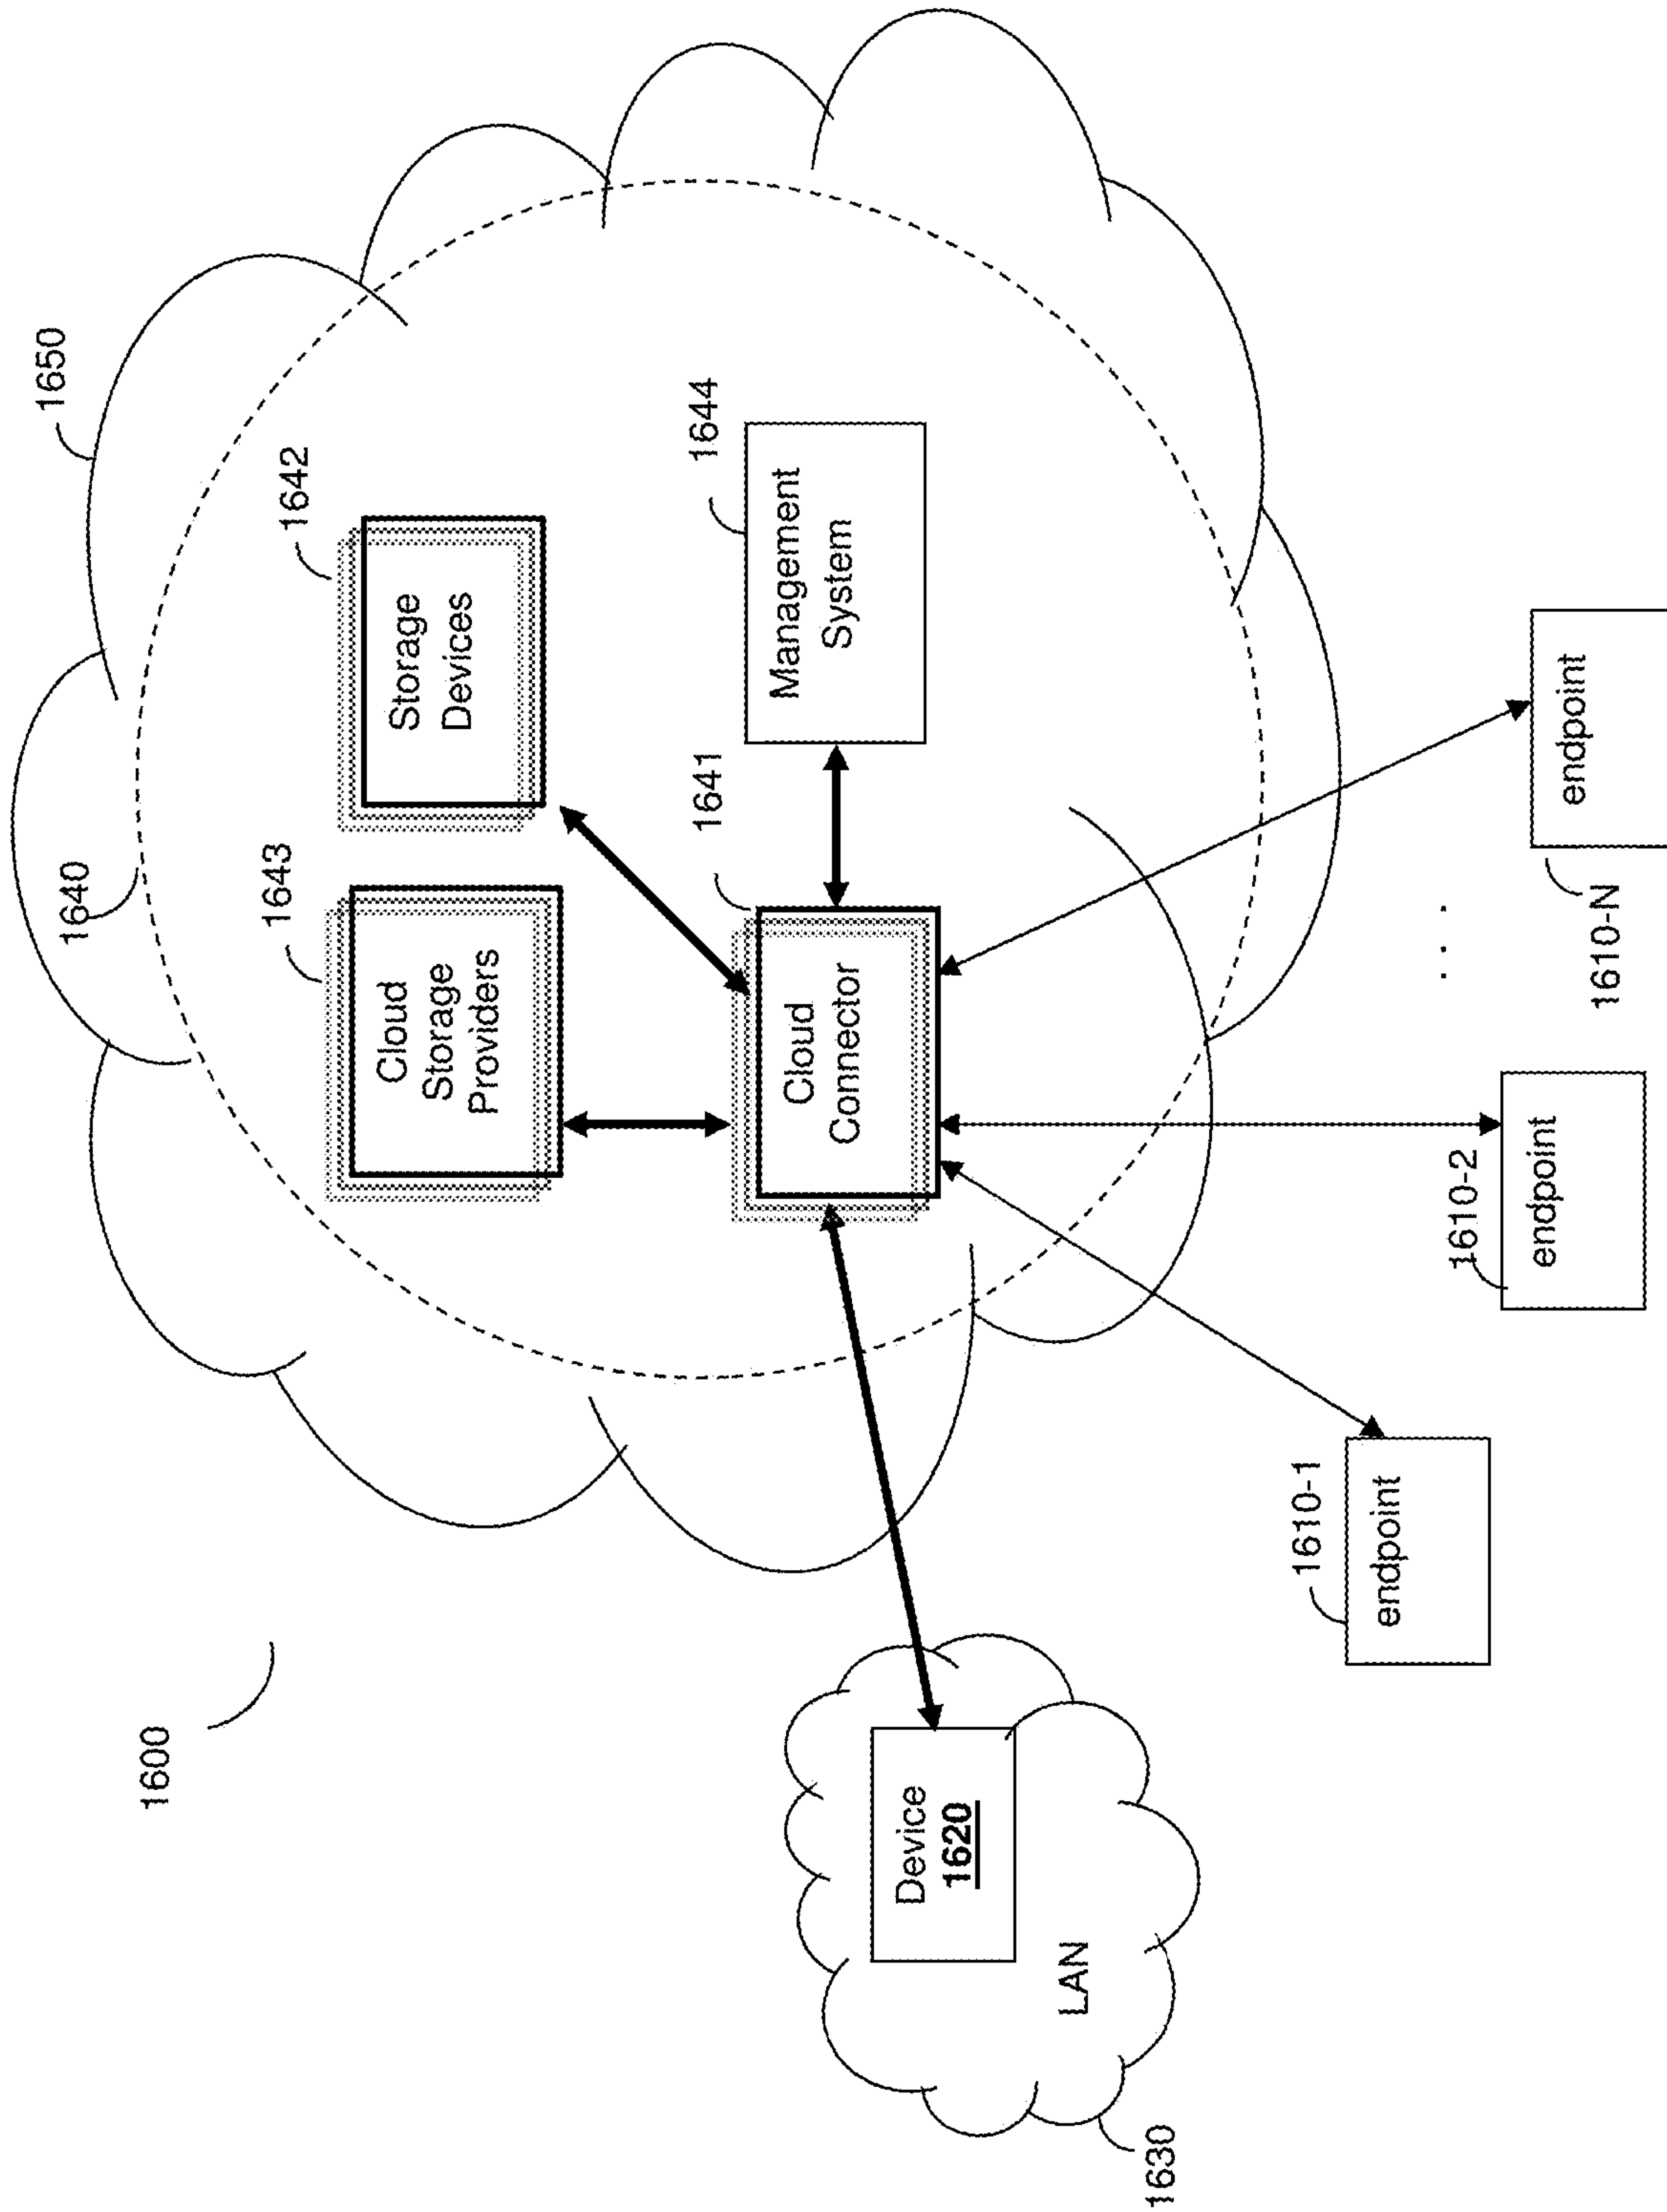 1600
1650
1640
1643
Cloud
Storage
Providers
1642
Storage
Devices
1641
Cloud
Connector
1644
Management
System
Device
1620
LAN
1630
1610-1
endpoint
1610-2
endpoint
. . .
1610-N
endpoint